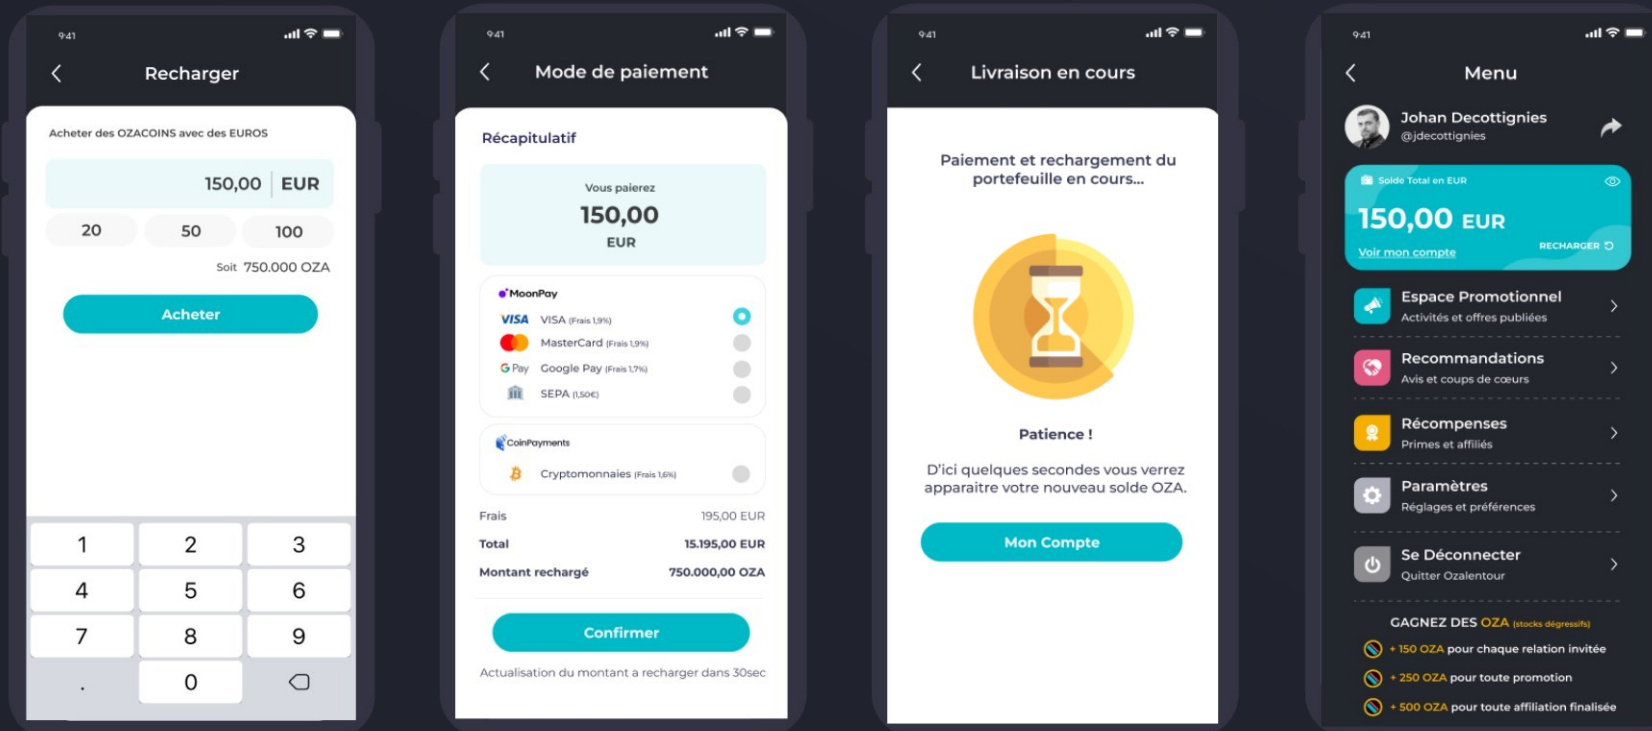 9:41
Recharger
Acheter des OZACOINS avec des EUROS
150,00 EUR
20 50 100
Soit 750.000 OZA
Acheter
1 2 3
4 5 6
7 8 9
. 0
9:41
Mode de paiement
Récapitulatif
Vous paierez
150,00
EUR
MoonPay
VISA VISA (Frais 1,9%)
MasterCard (Frais 1,9%)
G Pay Google Pay (Frais 1,7%)
SEPA (1,50€)
CoinPayments
Cryptomonnaies (Frais 1,6%)
Frais 195,00 EUR
Total 15.195,00 EUR
Montant rechargé 750.000,00 OZA
Confirmer
Actualisation du montant a recharger dans 30sec
9:41
Livraison en cours
Paiement et rechargement du
portefeuille en cours...
Patience !
D'ici quelques secondes vous verrez
apparaitre votre nouveau solde OZA.
Mon Compte
9:41
Menu
Johan Decottignies
@jdecottignies
Solde Total en EUR
150,00 EUR
Voir mon compte RECHARGER
Espace Promotionnel
Activités et offres publiées
Recommandations
Avis et coups de cœurs
Récompenses
Primes et affiliés
Paramètres
Réglages et préférences
Se Déconnecter
Quitter Ozalentour
GAGNEZ DES OZA (stocks dégressifs)
+ 150 OZA pour chaque relation invitée
+ 250 OZA pour toute promotion
+ 500 OZA pour toute affiliation finalisée